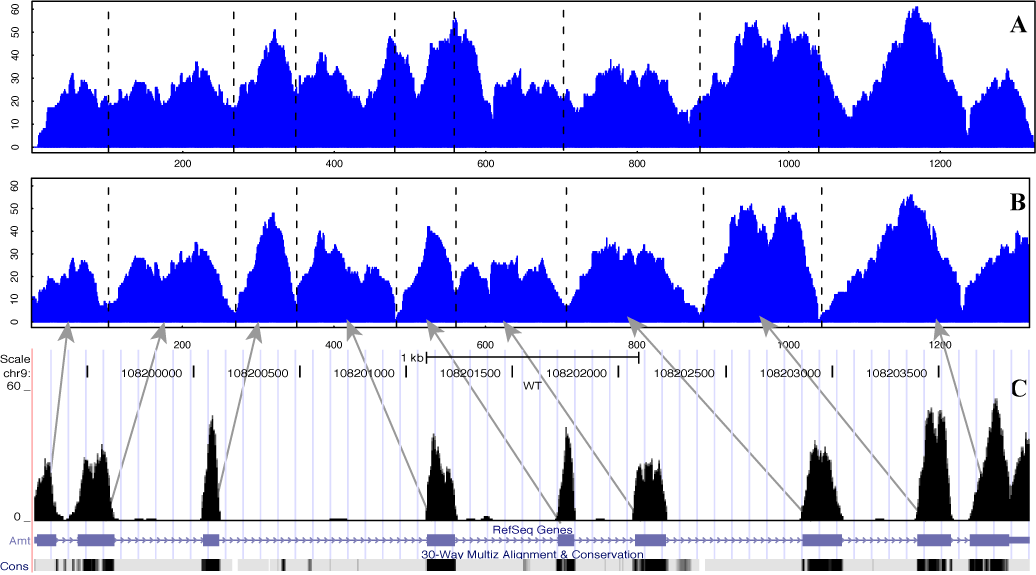 60
50
40
30
20
10
0
A
200 400 600 800 1000 1200
60
50
40
30
20
10
0
B
200 400 600 800 1000 1200
Scale 1 kb
chr9: 108200000 108200500 108201000 108201500 108202000 108202500 108203000 108203500
WT
C
60
0
RefSeq Genes
Amt
30-Way Multiz Alignment & Conservation
Cons